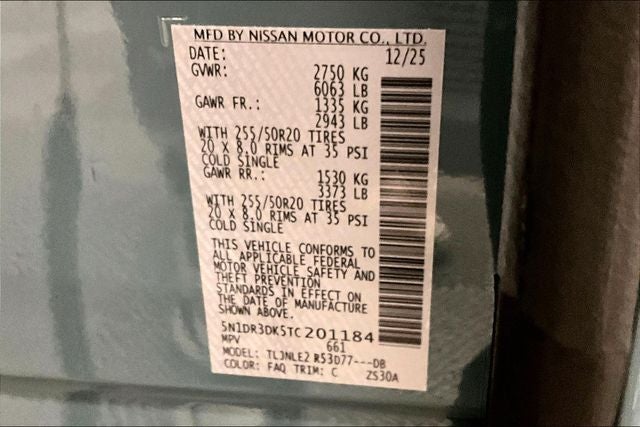 MFD BY NISSAN MOTOR CO., LTD.
DATE: 12/25
GVWR: 2750 KG
6063 LB
GAWR FR.: 1335 KG
2943 LB
WITH 255/50R20 TIRES
20 X 8.0 RIMS AT 35 PSI
COLD SINGLE
GAWR RR.: 1530 KG
3373 LB
WITH 255/50R20 TIRES
20 X 8.0 RIMS AT 35 PSI
COLD SINGLE
THIS VEHICLE CONFORMS TO
ALL APPLICABLE FEDERAL
MOTOR VEHICLE SAFETY AND
THEFT PREVENTION
STANDARDS IN EFFECT ON
THE DATE OF MANUFACTURE
SHOWN ABOVE.
5N1DR3DK5TC201184
MPV 661
MODEL: TLJNLE2 R53D77---DB
COLOR: FAQ TRIM: C ZS30A